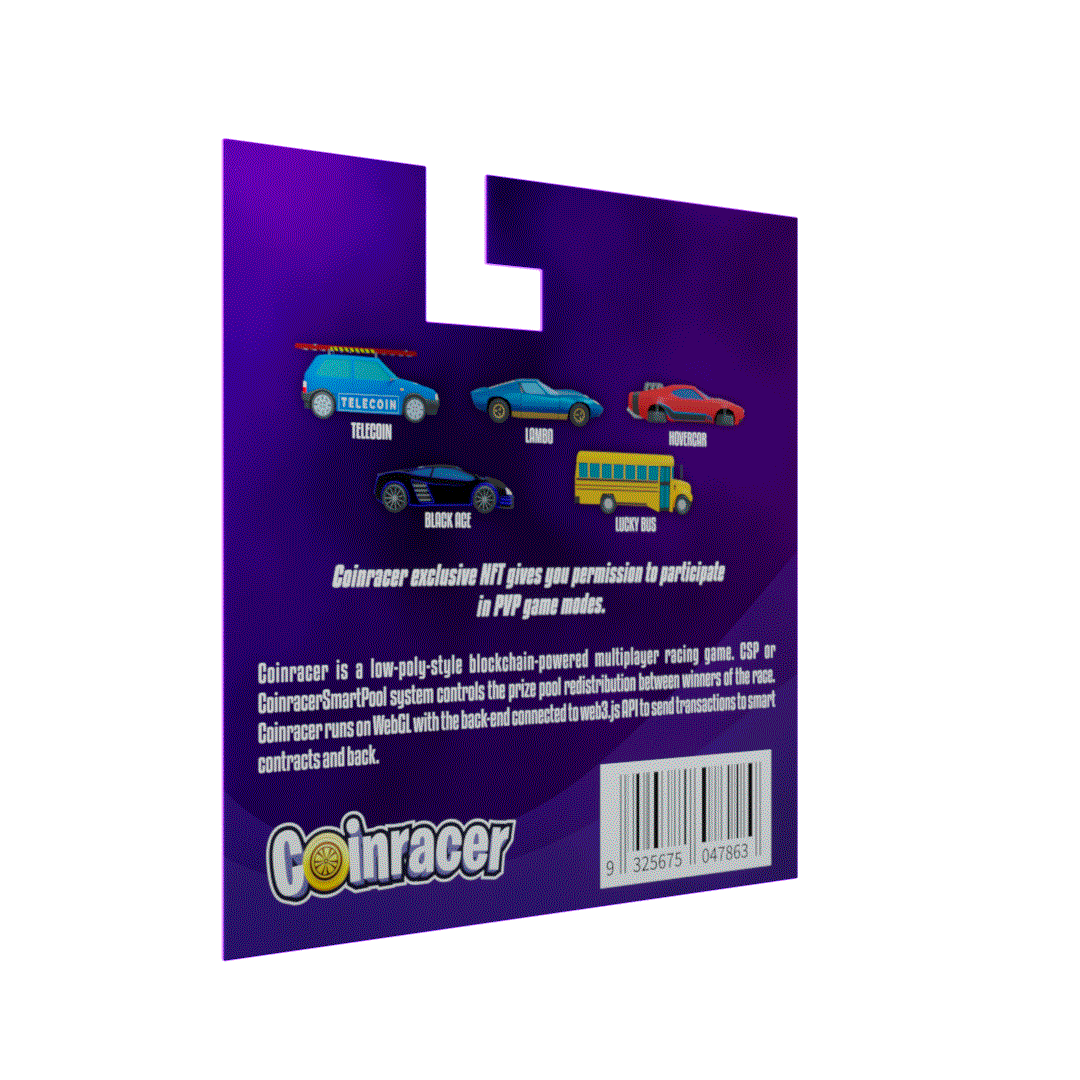 TELECOIN
TELECOIN
LAMBO
HOVERCAR
BLACK ACE
LUCKY BUS
Coinracer exclusive NFT gives you permission to participate
in PVP game modes.
Coinracer is a low-poly-style blockchain-powered multiplayer racing game. CSP or
CoinracerSmartPool system controls the prize pool redistribution between winners of the race.
Coinracer runs on WebGL with the back-end connected to web3.js API to send transactions to smart
contracts and back.
Coinracer
9 325675 047863